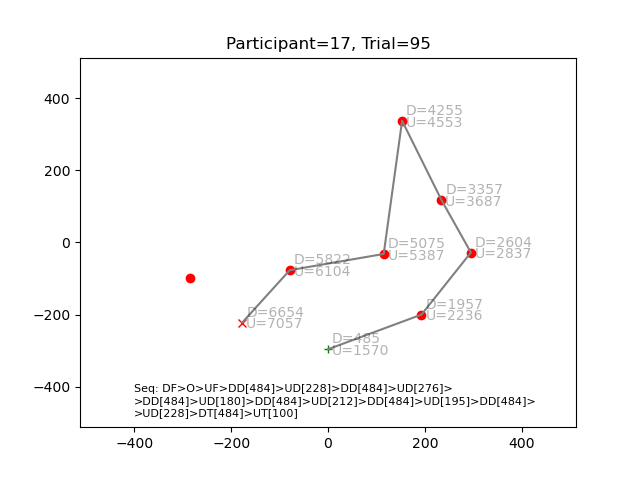 Participant=17, Trial=95
400
200
0
−200
−400
−400
−200
0
200
400
D=4255
U=4553
D=3357
U=3687
D=5075
U=5387
D=2604
U=2837
D=5822
U=6104
D=6654
U=7057
D=1957
U=2236
D=485
U=1570
Seq: DF>O>UF>DD[484]>UD[228]>DD[484]>UD[276]>
>DD[484]>UD[180]>DD[484]>UD[212]>DD[484]>UD[195]>DD[484]>
>UD[228]>DT[484]>UT[100]